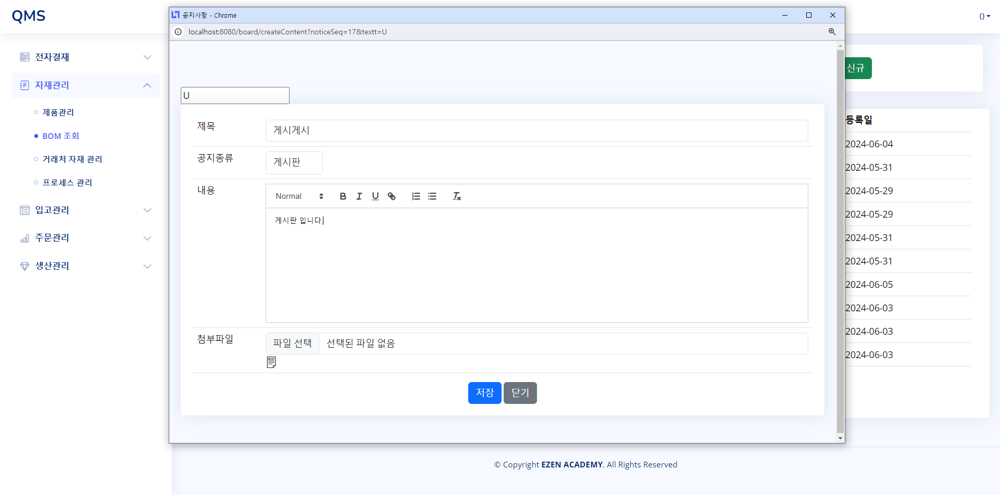 QMS
()
전자결재
자재관리
제품관리
BOM 조회
거래처 자재 관리
프로세스 관리
입고관리
주문관리
생산관리
공지사항 - Chrome
localhost:8080/board/createContent?noticeSeq=17&textt=U
U
제목
게시게시
공지종류
게시판
내용
Normal
게시판 입니다.
첨부파일
파일 선택 선택된 파일 없음
저장 닫기
신규
등록일
2024-06-04
2024-05-31
2024-05-29
2024-05-29
2024-05-31
2024-05-31
2024-06-05
2024-06-03
2024-06-03
2024-06-03
© Copyright EZEN ACADEMY. All Rights Reserved